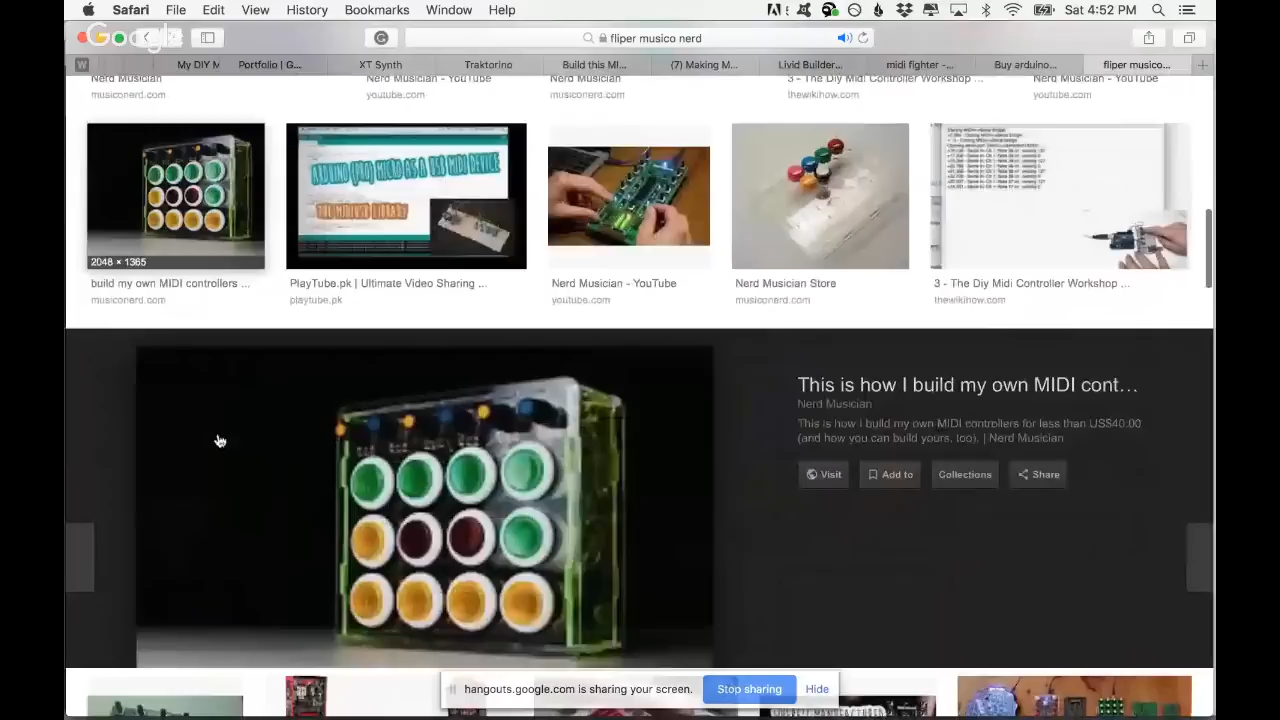 Safari File Edit View History Bookmarks Window Help Sat 4:52 PM
Google
fliper musico nerd
W My DIY M Portfolio | G... XT Synth Traktorino Build this MI... (7) Making M... Livid Builder... midi fighter -... Buy arduino... fliper musico...
Nerd Musician Nerd Musician - YouTube Nerd Musician 3 - The Diy Midi Controller Workshop ... Nerd Musician - YouTube
musiconerd.com youtube.com musiconerd.com thewikihow.com youtube.com
THE MIDIUSB LIBRARY
2048 × 1365
build my own MIDI controllers ... PlayTube.pk | Ultimate Video Sharing ... Nerd Musician - YouTube Nerd Musician Store 3 - The Diy Midi Controller Workshop ...
musiconerd.com playtube.pk youtube.com musiconerd.com thewikihow.com
This is how I build my own MIDI cont...
Nerd Musician
This is how I build my own MIDI controllers for less than US$40.00
(and how you can build yours, too). | Nerd Musician
Visit Add to Collections Share
hangouts.google.com is sharing your screen. Stop sharing Hide